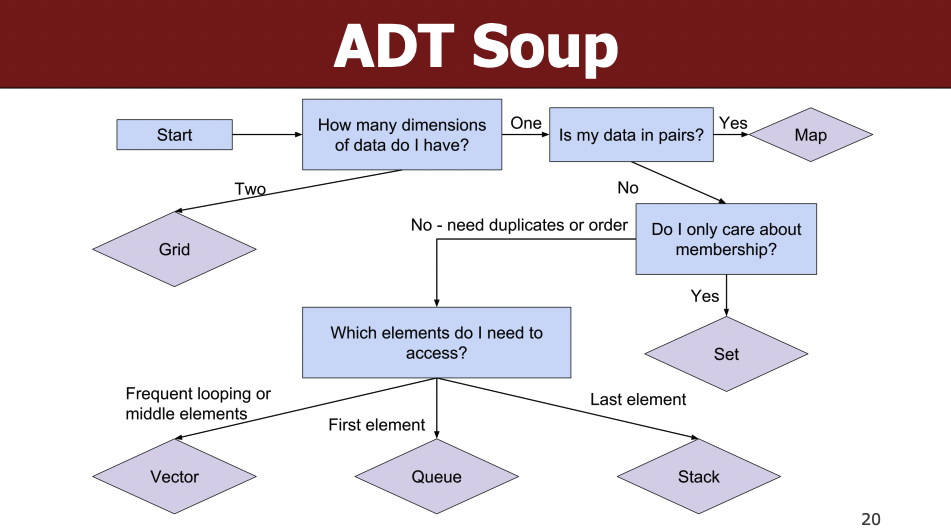 ADT Soup
Start
How many dimensions
of data do I have?
One
Is my data in pairs?
Yes
Map
Two
No
Grid
No - need duplicates or order
Do I only care about
membership?
Yes
Set
Which elements do I need to
access?
Frequent looping or
middle elements
First element
Last element
Vector
Queue
Stack
20